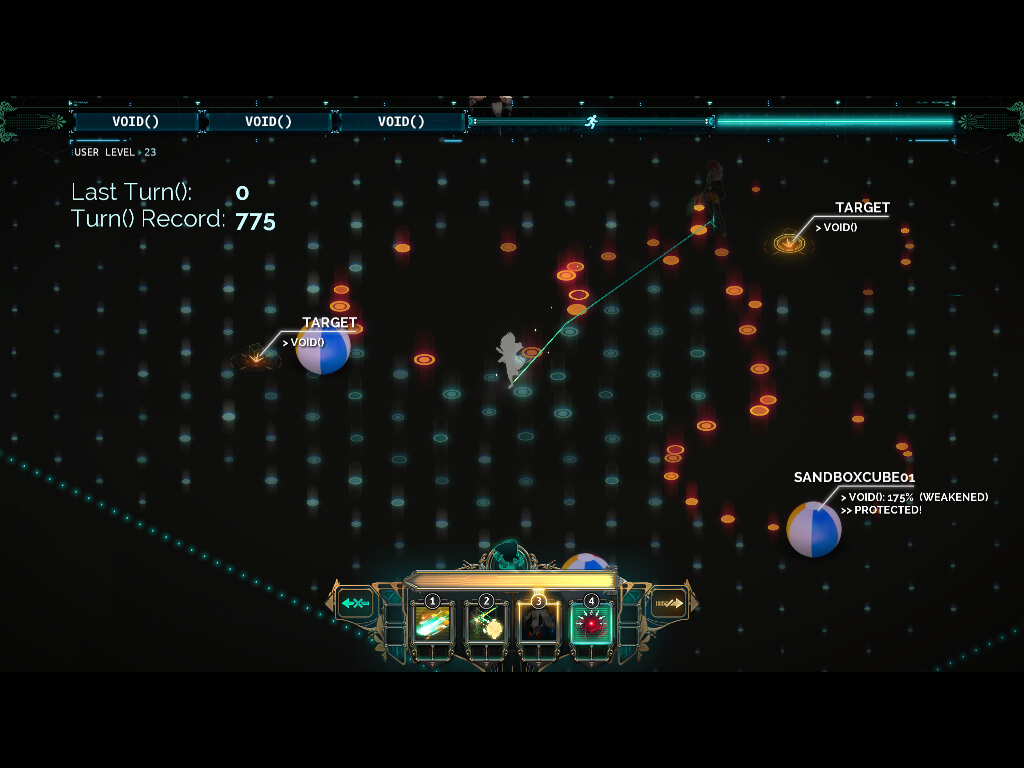 VOID() VOID() VOID()
USER LEVEL 23
Last Turn(): 0
Turn() Record: 775
TARGET
> VOID()
TARGET
> VOID()
SANDBOXCUBE01
> VOID(): 175% (WEAKENED)
>> PROTECTED!
1 2 3 4